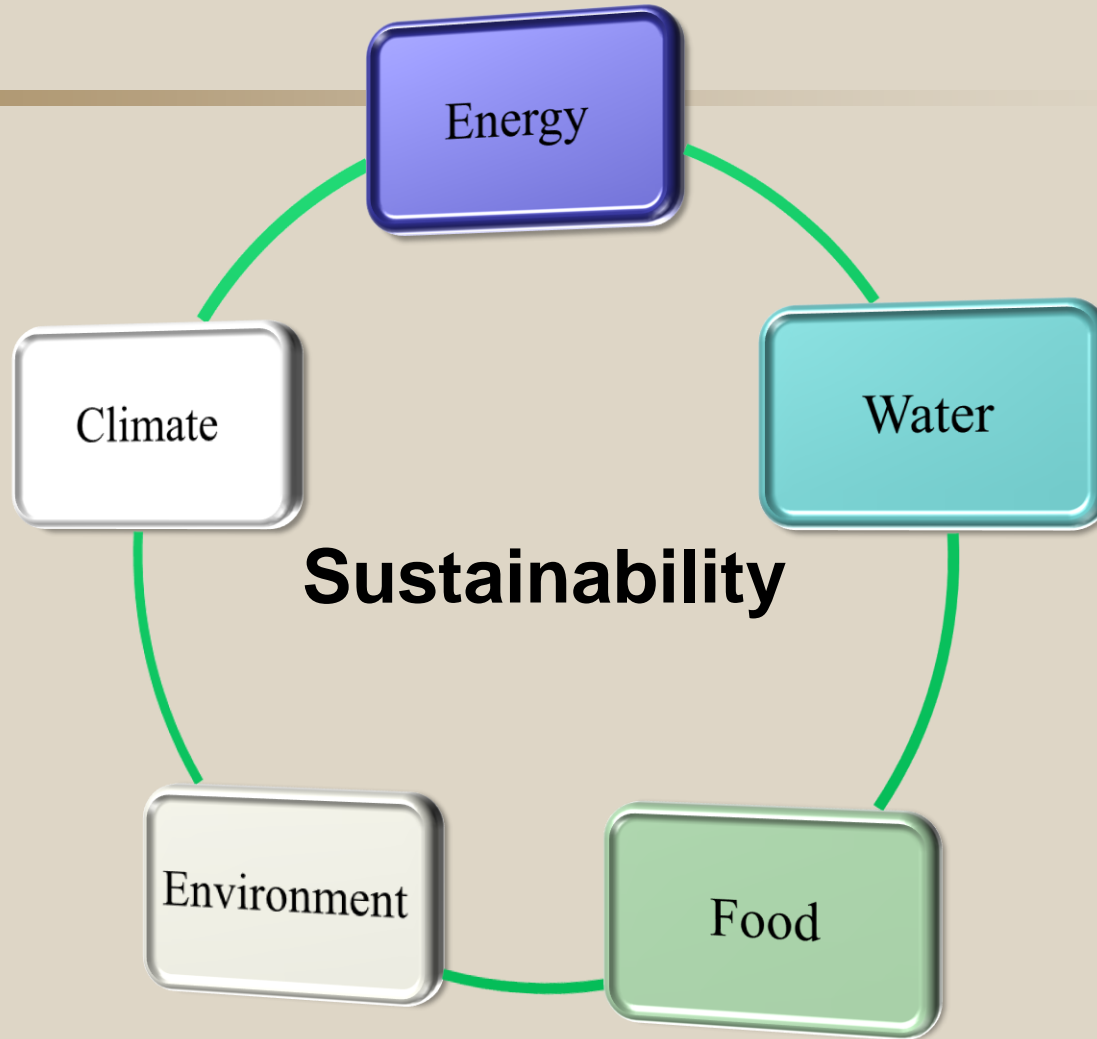 Energy
Climate
Water
Sustainability
Environment
Food